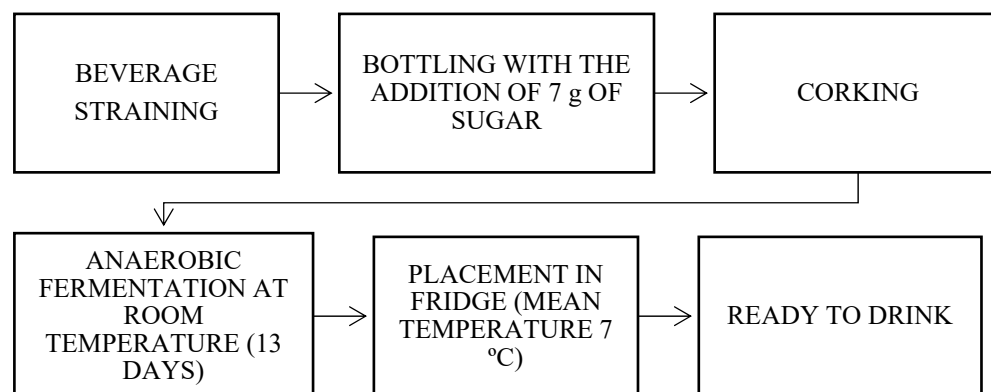 BEVERAGE
STRAINING
BOTTLING WITH THE
ADDITION OF 7 g OF
SUGAR
CORKING
ANAEROBIC
FERMENTATION AT
ROOM
TEMPERATURE (13
DAYS)
PLACEMENT IN
FRIDGE (MEAN
TEMPERATURE 7
ºC)
READY TO DRINK